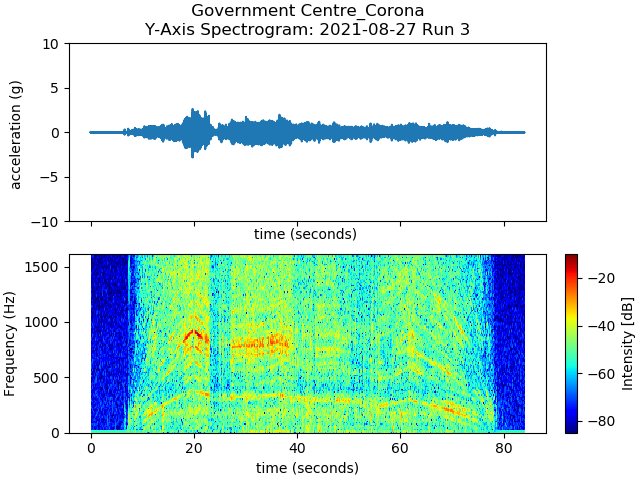 Government Centre_Corona
Y-Axis Spectrogram: 2021-08-27 Run 3
acceleration (g)
10
5
0
−5
−10
time (seconds)
Frequency (Hz)
1500
1000
500
0
0 20 40 60 80
time (seconds)
−20
−40
−60
−80
Intensity [dB]